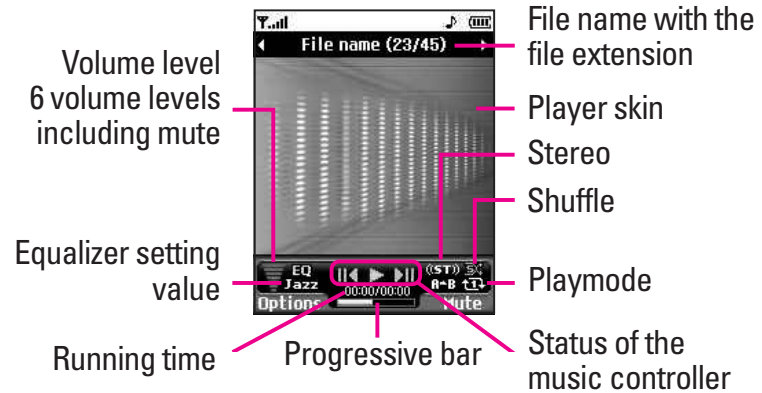 File name (23/45)
File name with the
file extension
Volume level
6 volume levels
including mute
Player skin
Stereo
Shuffle
Equalizer setting
value
EQ
Jazz
((ST))
A➔B
00:00/00:00
Options
Mute
Playmode
Running time
Progressive bar
Status of the
music controller